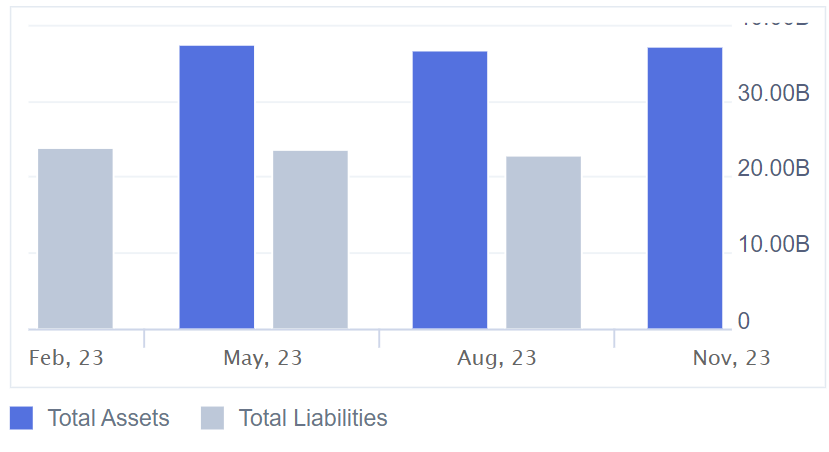 30.00B
20.00B
10.00B
0
Feb, 23 May, 23 Aug, 23 Nov, 23
Total Assets Total Liabilities